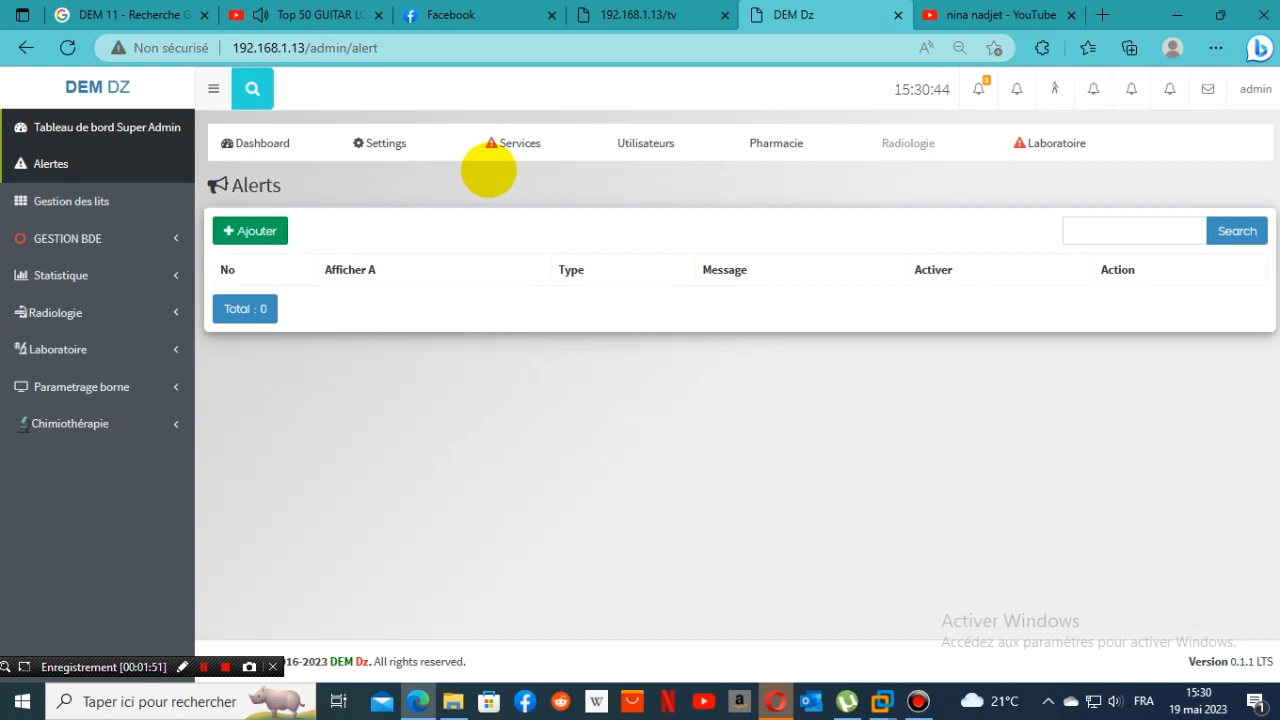 DEM 11 - Recherche G
Top 50 GUITAR LO
Facebook
192.168.1.13/tv
DEM Dz
nina nadjet - YouTube
Non sécurisé
192.168.1.13/admin/alert
DEM DZ
15:30:44
admin
Tableau de bord Super Admin
Alertes
Gestion des lits
GESTION BDE
Statistique
Radiologie
Laboratoire
Parametrage borne
Chimiothérapie
Dashboard
Settings
Services
Utilisateurs
Pharmacie
Radiologie
Laboratoire
Alerts
Ajouter
Search
No
Afficher A
Type
Message
Activer
Action
Total : 0
Activer Windows
Accédez aux paramètres pour activer Windows.
Enregistrement [00:01:51]
016-2023 DEM Dz. All rights reserved.
Version 0.1.1 LTS
Taper ici pour rechercher
21°C
FRA
15:30
19 mai 2023